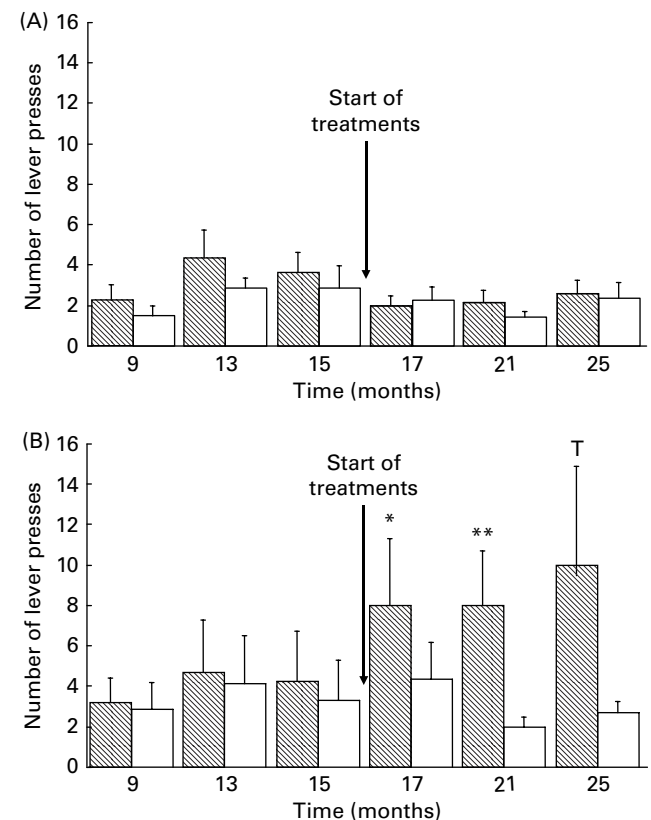 (A)
16
14
12
10
8
6
4
2
0
Number of lever presses
Start of
treatments
9 13 15 17 21 25
Time (months)
(B)
16
14
12
10
8
6
4
2
0
Number of lever presses
Start of
treatments
*
**
T
9 13 15 17 21 25
Time (months)